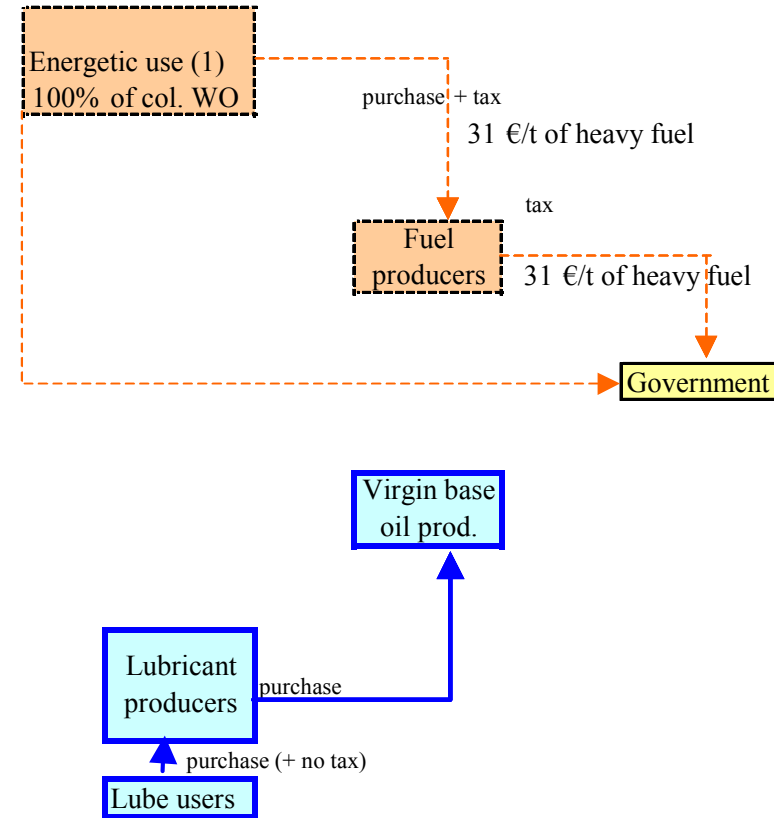 Energetic use (1)
100% of col. WO
purchase + tax
31 €/t of heavy fuel
tax
Fuel
producers
31 €/t of heavy fuel
Government
Virgin base
oil prod.
Lubricant
producers
purchase
purchase (+ no tax)
Lube users